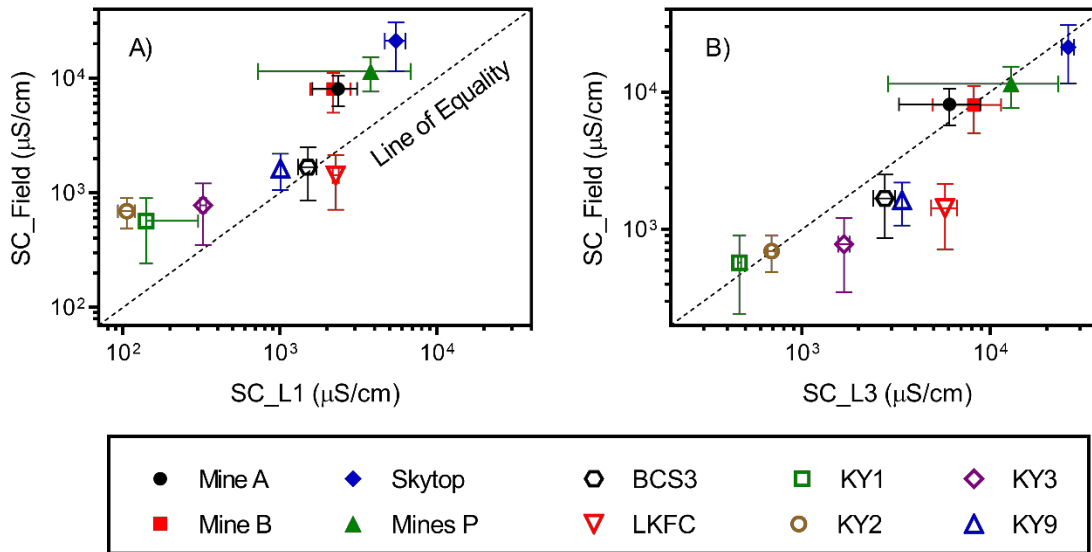 A)
SC_Field (μS/cm)
10⁴
10³
10²
Line of Equality
10² 10³ 10⁴
SC_L1 (μS/cm)
B)
SC_Field (μS/cm)
10⁴
10³
10³ 10⁴
SC_L3 (μS/cm)
Mine A Skytop BCS3 KY1 KY3
Mine B Mines P LKFC KY2 KY9